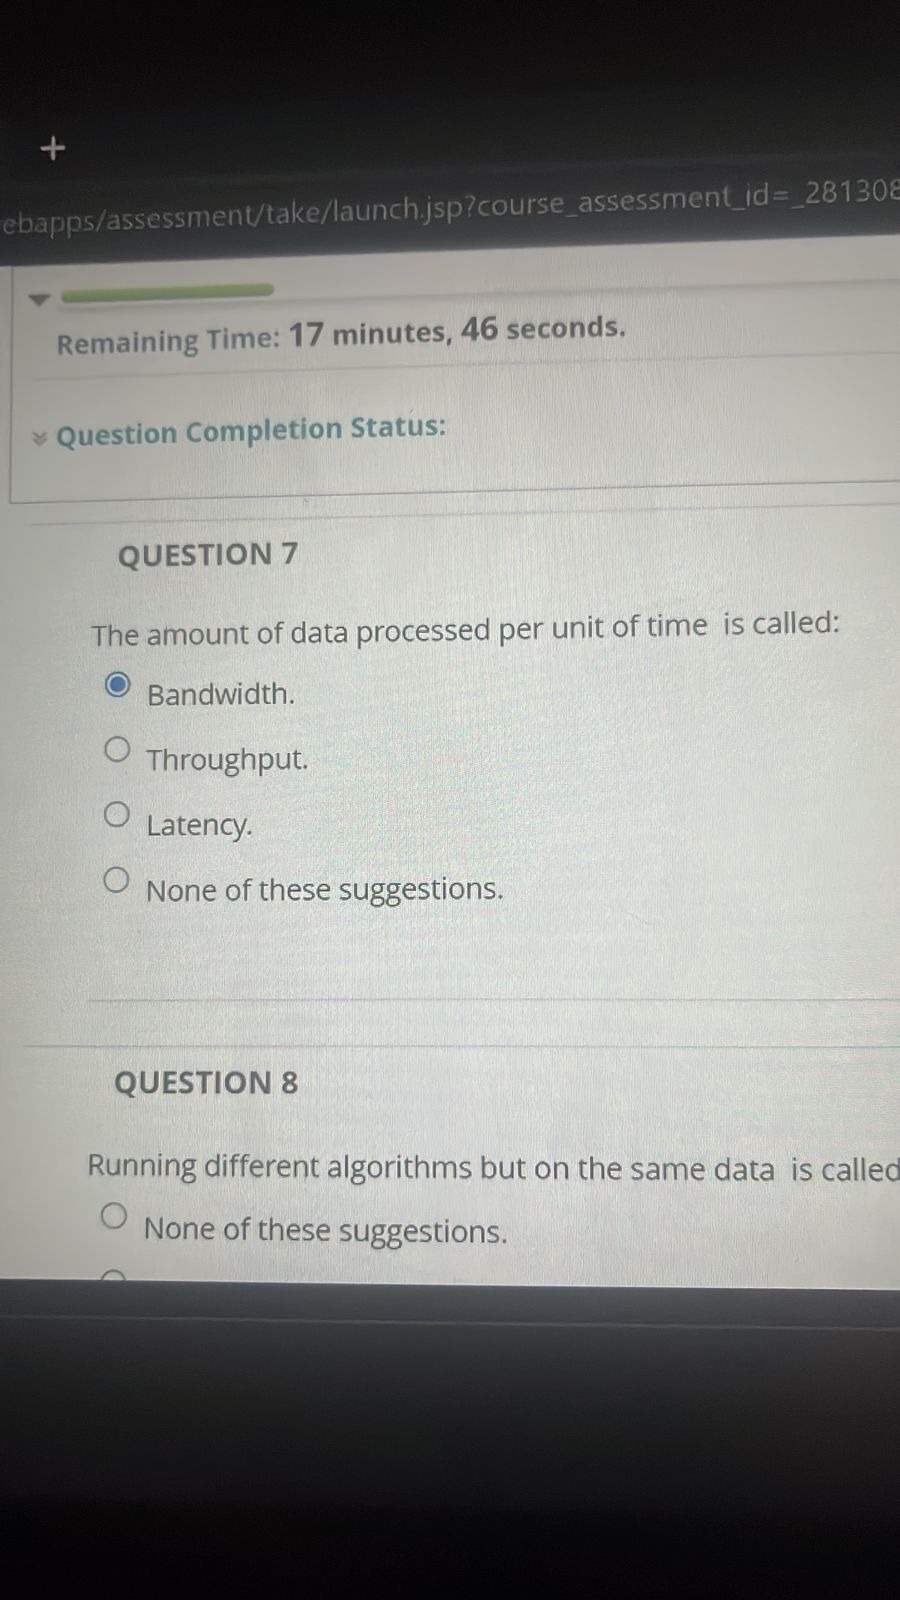 +
ebapps/assessment/take/launch.jsp?course_assessment_id=_281308
Remaining Time: 17 minutes, 46 seconds.
Question Completion Status:
QUESTION 7
The amount of data processed per unit of time is called:
Bandwidth.
Throughput.
Latency.
None of these suggestions.
QUESTION 8
Running different algorithms but on the same data is called
None of these suggestions.